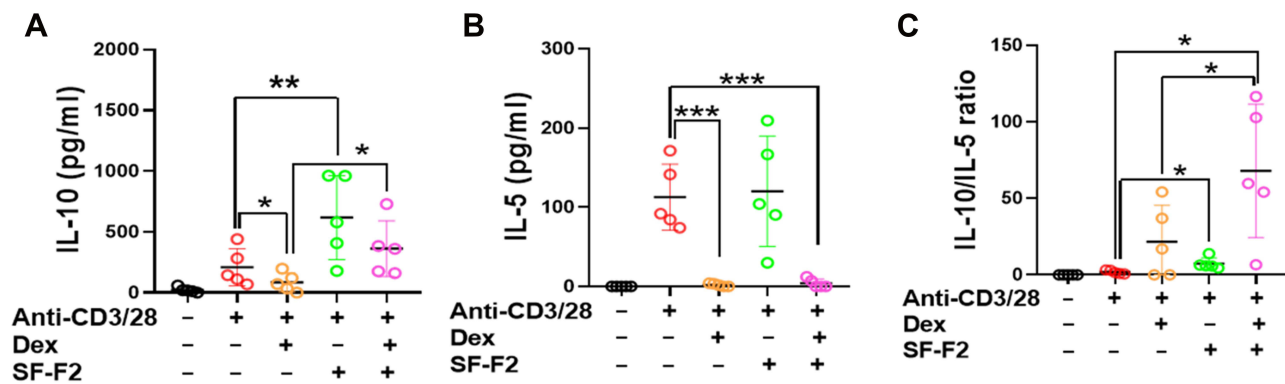 A
IL-10 (pg/ml)
2000
1500
1000
500
0
**
*
*
Anti-CD3/28 – + + + +
Dex – – + – +
SF-F2 – – – + +
B
IL-5 (pg/ml)
300
200
100
0
***
***
Anti-CD3/28 – + + + +
Dex – – + – +
SF-F2 – – – + +
C
IL-10/IL-5 ratio
150
100
50
0
*
*
*
Anti-CD3/28 – + + + +
Dex – – + – +
SF-F2 – – – + +